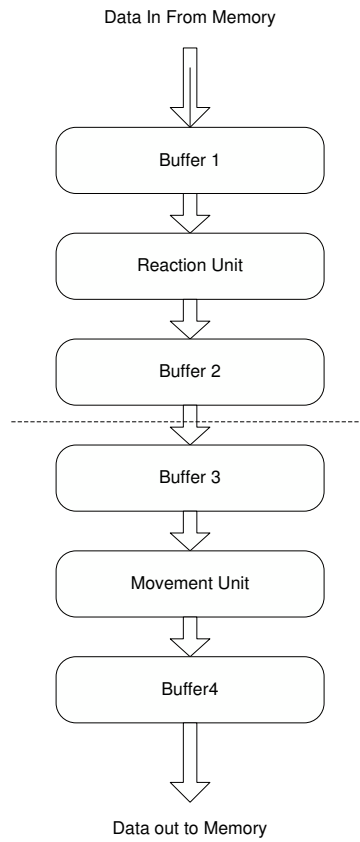 Data In From Memory
Buffer 1
Reaction Unit
Buffer 2
Buffer 3
Movement Unit
Buffer4
Data out to Memory